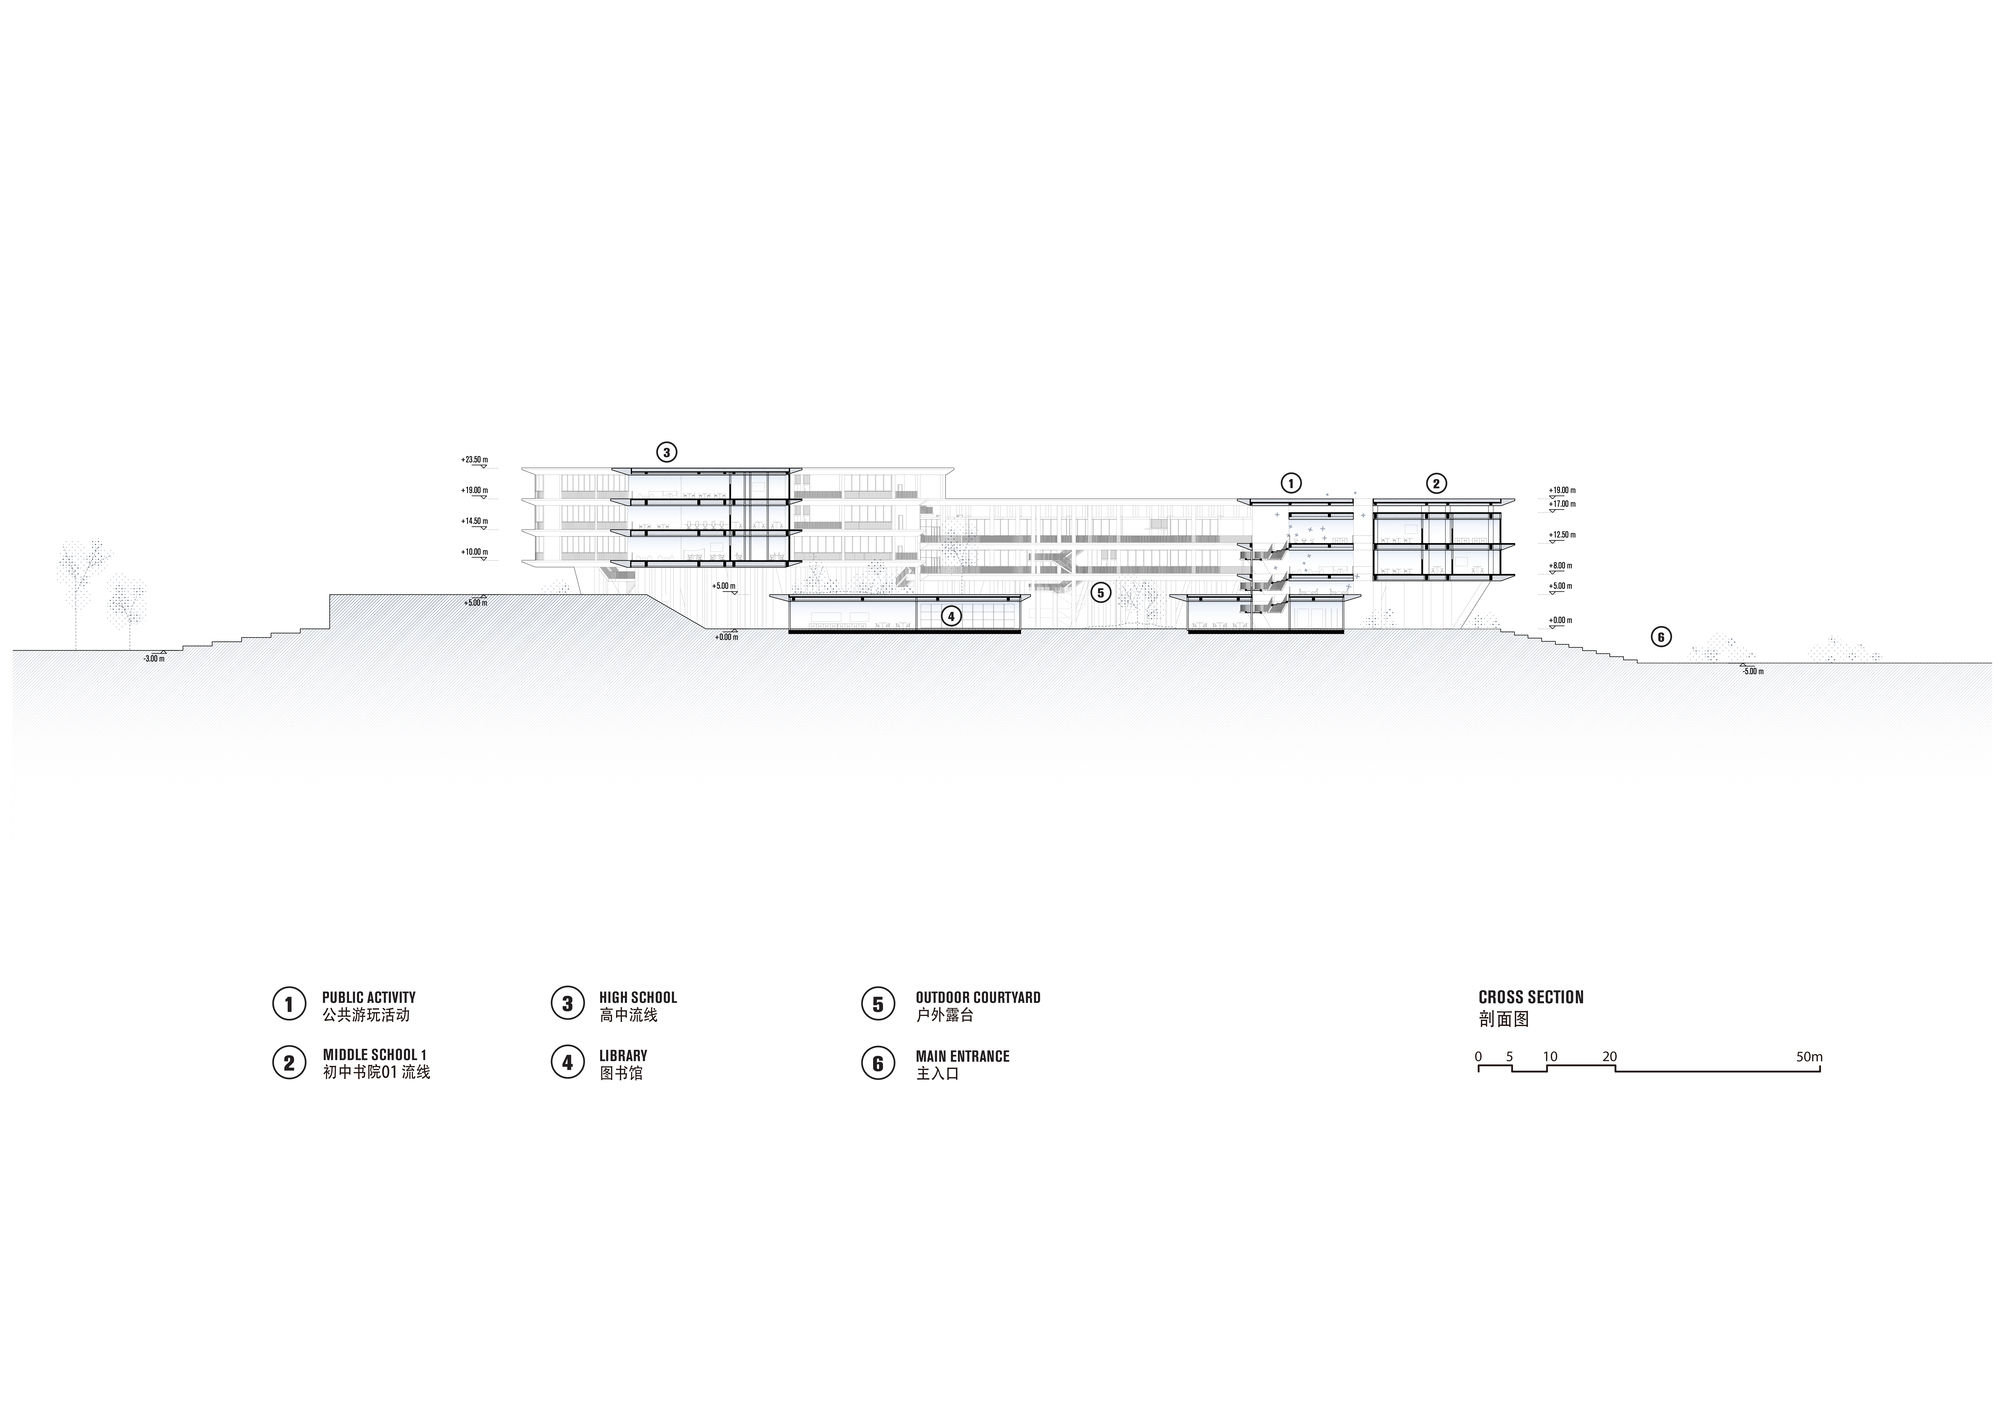 3
+23.50 m
1
2
+19.00 m
+19.00 m
+17.00 m
+14.50 m
+12.50 m
+10.00 m
+8.00 m
+5.00 m
+5.00 m
5
+5.00 m
4
+0.00 m
+0.00 m
6
-3.00 m
-5.00 m
1 PUBLIC ACTIVITY
公共游玩活动
2 MIDDLE SCHOOL 1
初中书院01 流线
3 HIGH SCHOOL
高中流线
4 LIBRARY
图书馆
5 OUTDOOR COURTYARD
户外露台
6 MAIN ENTRANCE
主入口
CROSS SECTION
剖面图
0 5 10 20 50m